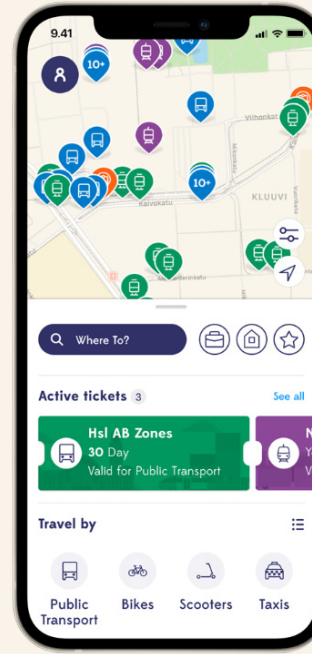 9.41
10+
Vilhonkat
KLUUVI
10+
Kaivokatu
Where To?
Active tickets 3
See all
Hsl AB Zones
30 Day
Valid for Public Transport
N
Y
V
Travel by
Public
Transport
Bikes
Scooters
Taxis